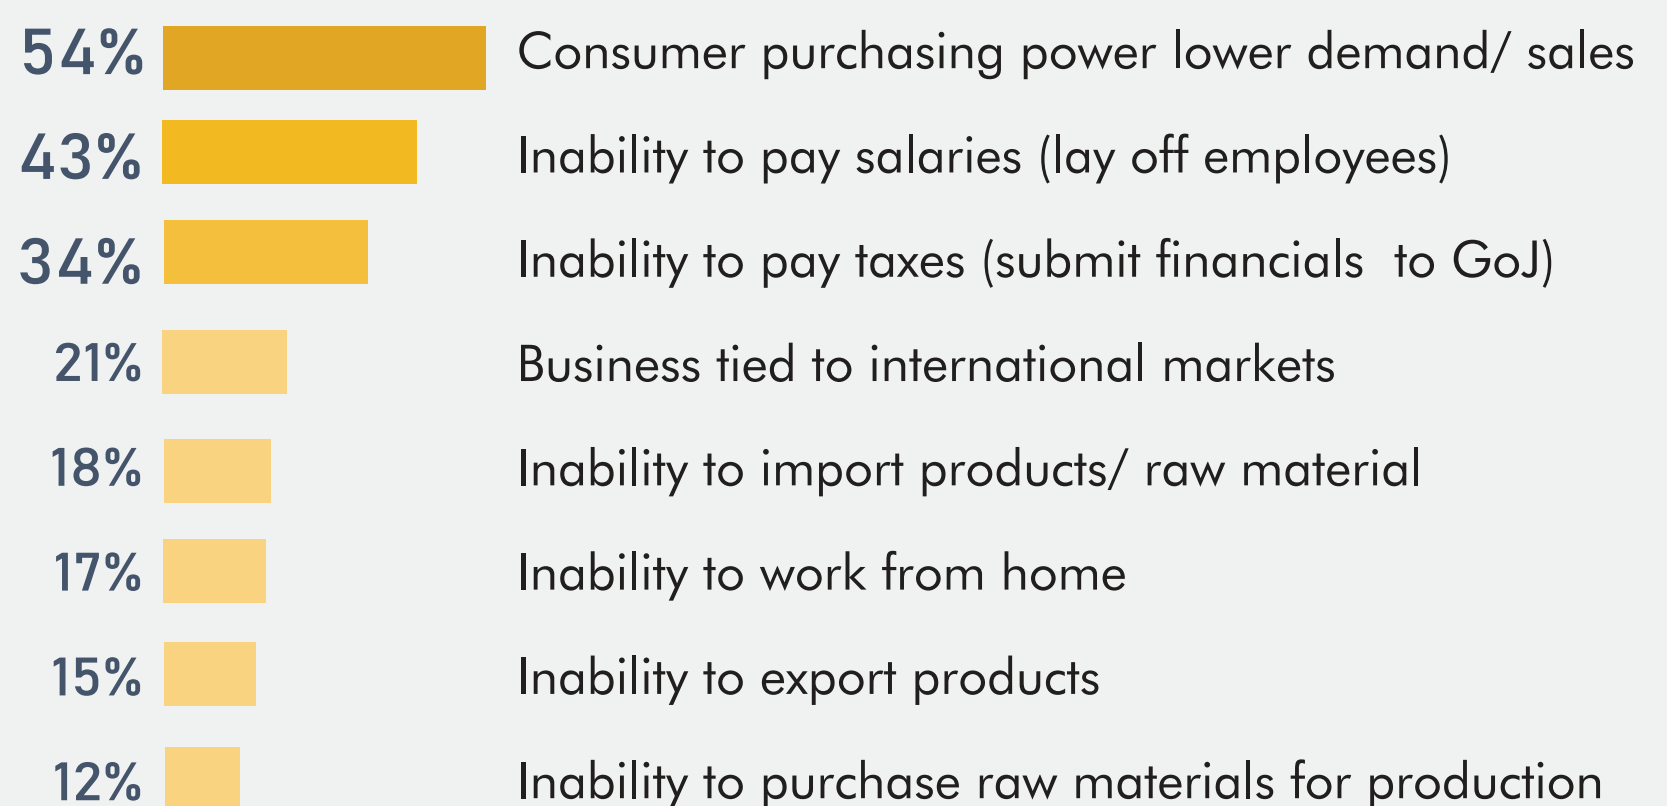 54% Consumer purchasing power lower demand/ sales
43% Inability to pay salaries (lay off employees)
34% Inability to pay taxes (submit financials  to GoJ)
21% Business tied to international markets
18% Inability to import products/ raw material
17% Inability to work from home
15% Inability to export products
12% Inability to purchase raw materials for production